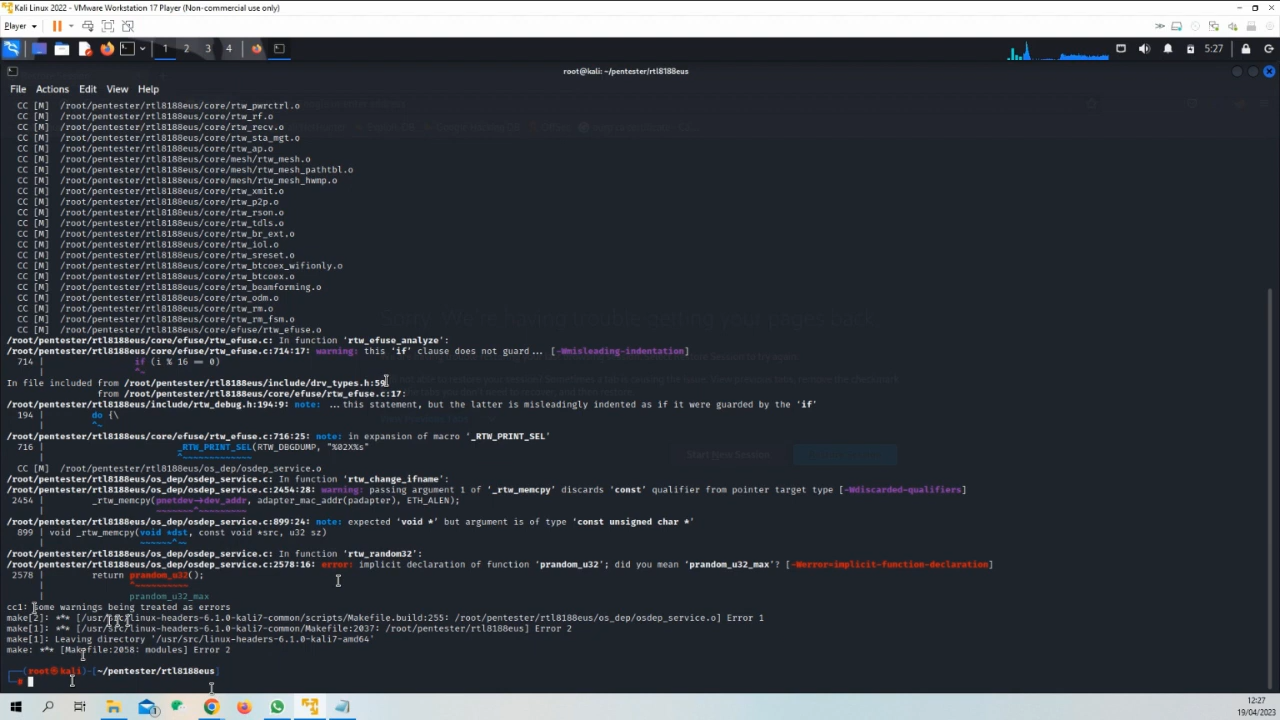 Kali Linux 2022 - VMware Workstation 17 Player (Non-commercial use only)
Player
1 2 3 4
5:27
root@kali: ~/pentester/rtl8188eus
File Actions Edit View Help
CC [M] /root/pentester/rtl8188eus/core/rtw_pwrctrl.o
CC [M] /root/pentester/rtl8188eus/core/rtw_rf.o
CC [M] /root/pentester/rtl8188eus/core/rtw_recv.o
CC [M] /root/pentester/rtl8188eus/core/rtw_sta_mgt.o
CC [M] /root/pentester/rtl8188eus/core/rtw_ap.o
CC [M] /root/pentester/rtl8188eus/core/mesh/rtw_mesh.o
CC [M] /root/pentester/rtl8188eus/core/mesh/rtw_mesh_pathtbl.o
CC [M] /root/pentester/rtl8188eus/core/mesh/rtw_mesh_hwmp.o
CC [M] /root/pentester/rtl8188eus/core/rtw_xmit.o
CC [M] /root/pentester/rtl8188eus/core/rtw_p2p.o
CC [M] /root/pentester/rtl8188eus/core/rtw_rson.o
CC [M] /root/pentester/rtl8188eus/core/rtw_tdls.o
CC [M] /root/pentester/rtl8188eus/core/rtw_br_ext.o
CC [M] /root/pentester/rtl8188eus/core/rtw_iol.o
CC [M] /root/pentester/rtl8188eus/core/rtw_sreset.o
CC [M] /root/pentester/rtl8188eus/core/rtw_btcoex_wifionly.o
CC [M] /root/pentester/rtl8188eus/core/rtw_btcoex.o
CC [M] /root/pentester/rtl8188eus/core/rtw_beamforming.o
CC [M] /root/pentester/rtl8188eus/core/rtw_odm.o
CC [M] /root/pentester/rtl8188eus/core/rtw_rm.o
CC [M] /root/pentester/rtl8188eus/core/rtw_rm_fsm.o
CC [M] /root/pentester/rtl8188eus/core/efuse/rtw_efuse.o
/root/pentester/rtl8188eus/core/efuse/rtw_efuse.c: In function 'rtw_efuse_analyze':
/root/pentester/rtl8188eus/core/efuse/rtw_efuse.c:714:17: warning: this 'if' clause does not guard... [-Wmisleading-indentation]
714 | if (i % 16 == 0)
| ^~
In file included from /root/pentester/rtl8188eus/include/drv_types.h:59,
from /root/pentester/rtl8188eus/core/efuse/rtw_efuse.c:17:
/root/pentester/rtl8188eus/include/rtw_debug.h:194:9: note: ...this statement, but the latter is misleadingly indented as if it were guarded by the 'if'
194 | do {\
| ^~
/root/pentester/rtl8188eus/core/efuse/rtw_efuse.c:716:25: note: in expansion of macro '_RTW_PRINT_SEL'
716 | _RTW_PRINT_SEL(RTW_DBGDUMP, "%02X%s"
| ^~~~~~~~~~~~~~
CC [M] /root/pentester/rtl8188eus/os_dep/osdep_service.o
/root/pentester/rtl8188eus/os_dep/osdep_service.c: In function 'rtw_change_ifname':
/root/pentester/rtl8188eus/os_dep/osdep_service.c:2454:28: warning: passing argument 1 of '_rtw_memcpy' discards 'const' qualifier from pointer target type [-Wdiscarded-qualifiers]
2454 | _rtw_memcpy(pnetdev->dev_addr, adapter_mac_addr(padapter), ETH_ALEN);
| ~~~~~~~^~~~~~~~~~
/root/pentester/rtl8188eus/os_dep/osdep_service.c:899:24: note: expected 'void *' but argument is of type 'const unsigned char *'
899 | void _rtw_memcpy(void *dst, const void *src, u32 sz)
| ~~~~~~^~~
/root/pentester/rtl8188eus/os_dep/osdep_service.c: In function 'rtw_random32':
/root/pentester/rtl8188eus/os_dep/osdep_service.c:2578:16: error: implicit declaration of function 'prandom_u32'; did you mean 'prandom_u32_max'? [-Werror=implicit-function-declaration]
2578 | return prandom_u32();
| ^~~~~~~~~~~
| prandom_u32_max
cc1: some warnings being treated as errors
make[2]: *** [/usr/src/linux-headers-6.1.0-kali7-common/scripts/Makefile.build:255: /root/pentester/rtl8188eus/os_dep/osdep_service.o] Error 1
make[1]: *** [/usr/src/linux-headers-6.1.0-kali7-common/Makefile:2037: /root/pentester/rtl8188eus] Error 2
make[1]: Leaving directory '/usr/src/linux-headers-6.1.0-kali7-amd64'
make: *** [Makefile:2058: modules] Error 2
┌──(root㉿kali)-[~/pentester/rtl8188eus]
└─#
12:27
19/04/2023